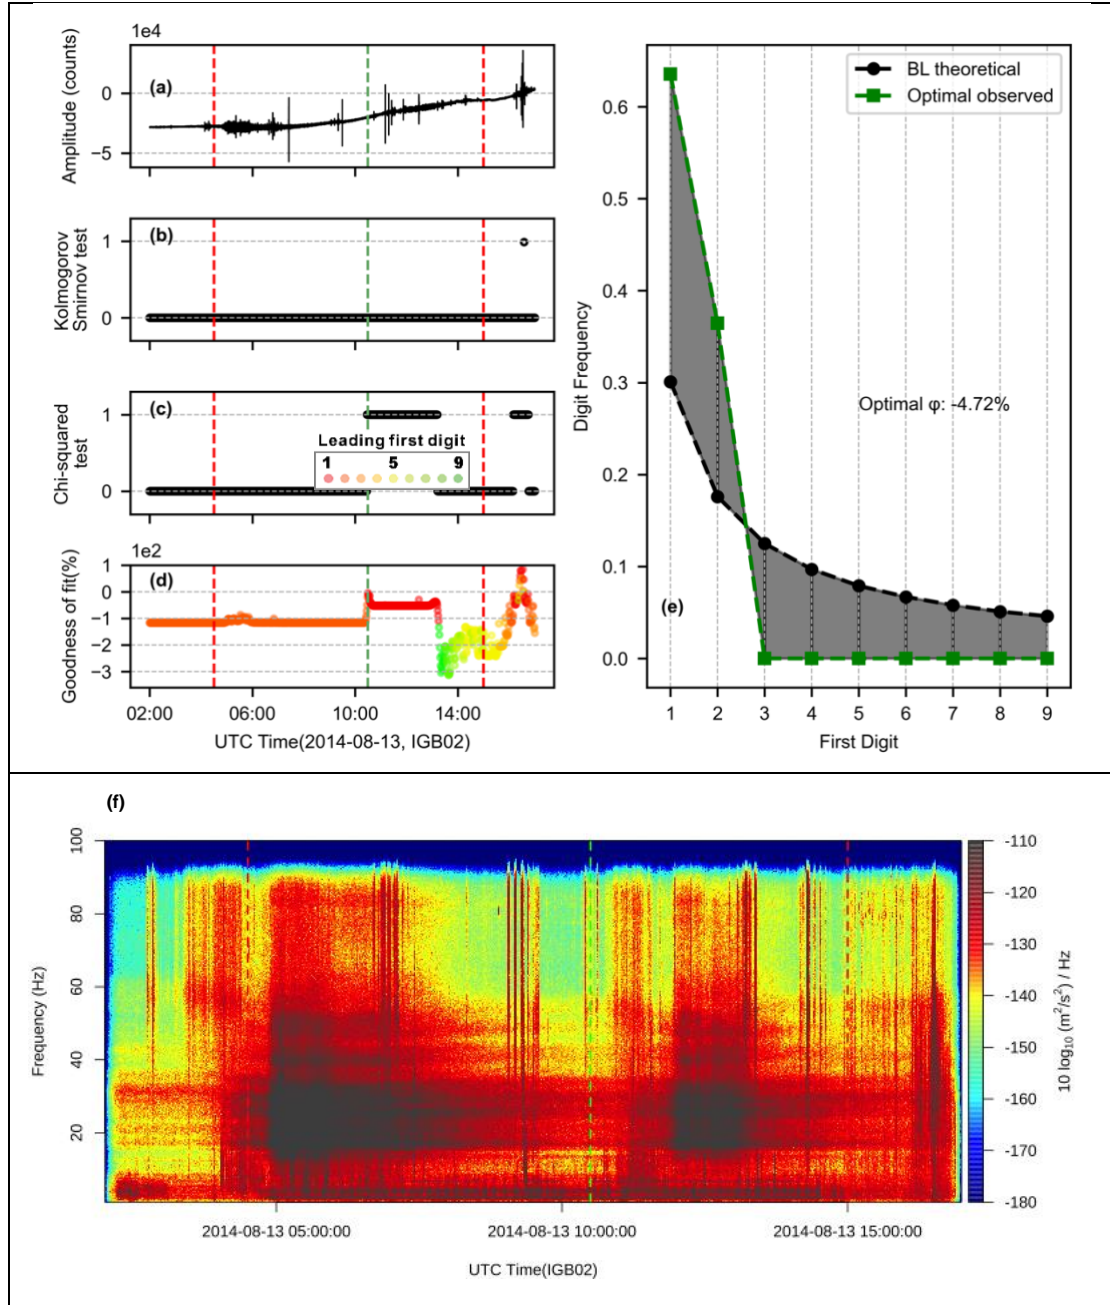 1e4
Amplitude (counts)
(a)
0
−5
Kolmogorov
Smirnov test
(b)
1
0
Chi-squared
test
(c)
1
0
Leading first digit
1 5 9
1e2
Goodness of fit(%)
(d)
1
0
−1
−2
−3
02:00 06:00 10:00 14:00
UTC Time(2014-08-13, IGB02)
BL theoretical
Optimal observed
Digit Frequency
0.6
0.5
0.4
0.3
0.2
0.1
0.0
Optimal φ: -4.72%
(e)
1 2 3 4 5 6 7 8 9
First Digit
(f)
Frequency (Hz)
100
80
60
40
20
2014-08-13 05:00:00 2014-08-13 10:00:00 2014-08-13 15:00:00
UTC Time(IGB02)
-110
-120
-130
-140
-150
-160
-170
-180
10 log₁₀ (m²/s²) / Hz